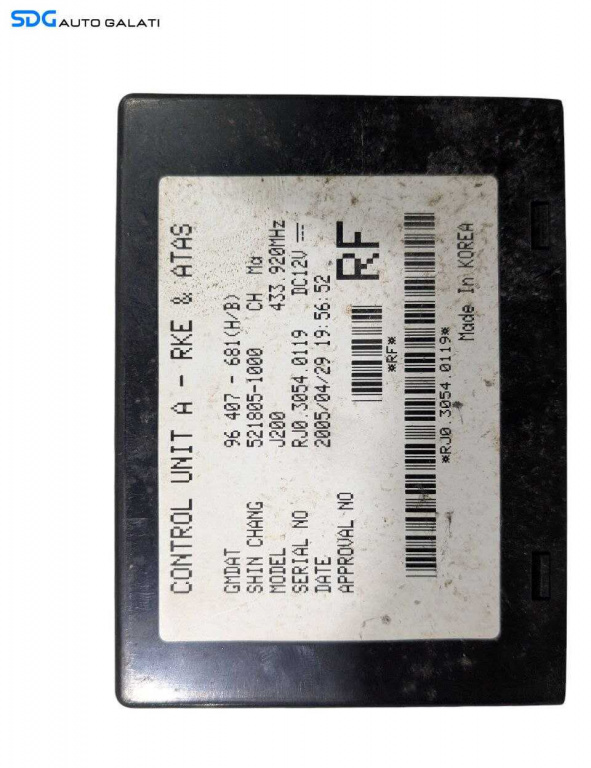 SDG AUTO GALATI
CONTROL UNIT A - RKE & ATAS
GMDAT 96 407 - 681(H/B)
SHIN CHANG 521805-1000 CH Mα
MODEL J200 433.920MHz
SERIAL NO RJ0.3054.0119 DC12V
DATE 2005/04/29 19:56:52
APPROVAL NO
RF
*RF*
*RJ0.3054.0119*
Made In KOREA